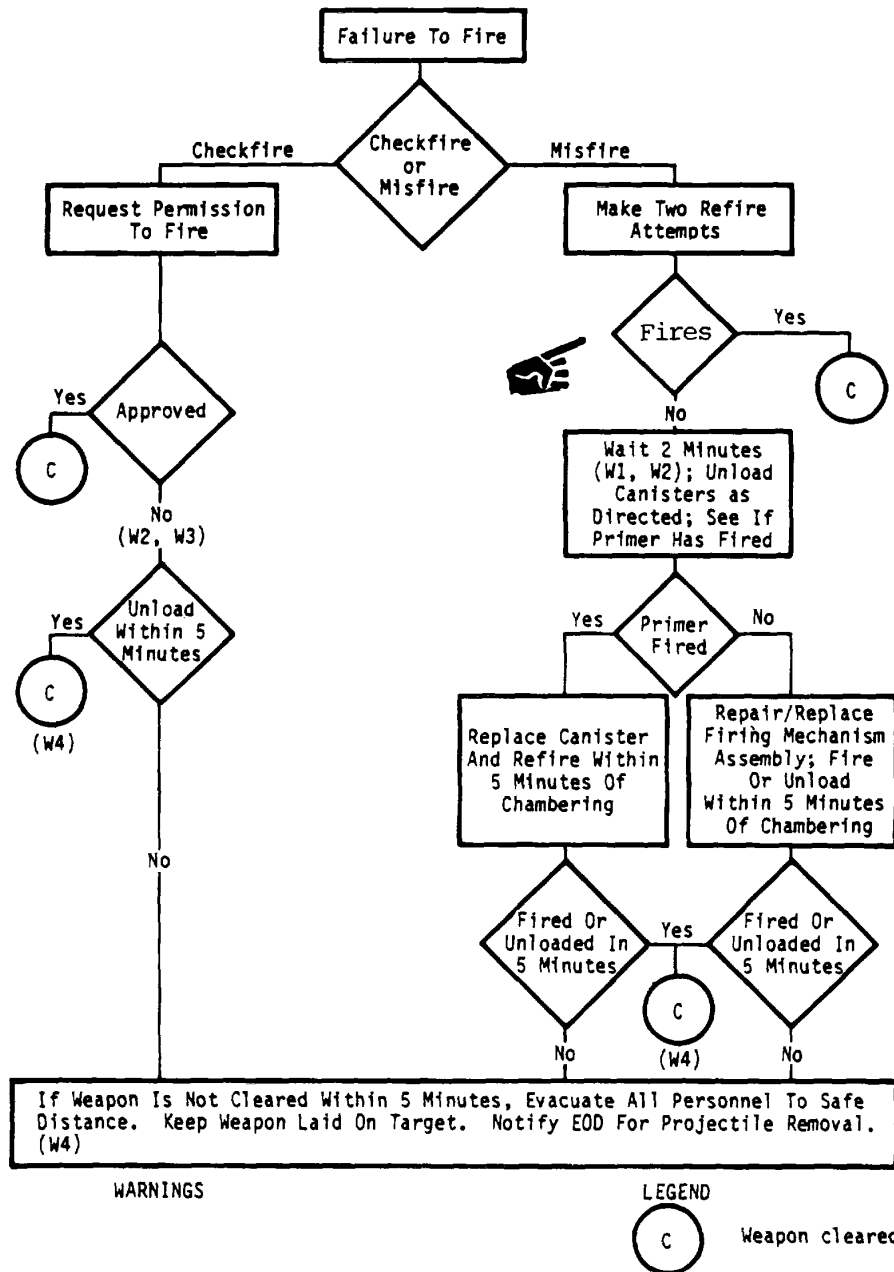 Failure To Fire
Checkfire
Checkfire
or
Misfire
Misfire
Request Permission
To Fire
Make Two Refire
Attempts
Fires
Yes
C
No
Yes
Approved
C
No
(W2, W3)
Wait 2 Minutes
(W1, W2); Unload
Canisters as
Directed; See If
Primer Has Fired
Yes
Unload
Within 5
Minutes
C
(W4)
Yes
Primer
Fired
No
Replace Canister
And Refire Within
5 Minutes Of
Chambering
Repair/Replace
Firing Mechanism
Assembly; Fire
Or Unload
Within 5 Minutes
Of Chambering
No
Fired Or
Unloaded In
5 Minutes
Yes
Fired Or
Unloaded In
5 Minutes
C
(W4)
No
No
If Weapon Is Not Cleared Within 5 Minutes, Evacuate All Personnel To Safe
Distance. Keep Weapon Laid On Target. Notify EOD For Projectile Removal.
(W4)
WARNINGS
LEGEND
C
Weapon cleared